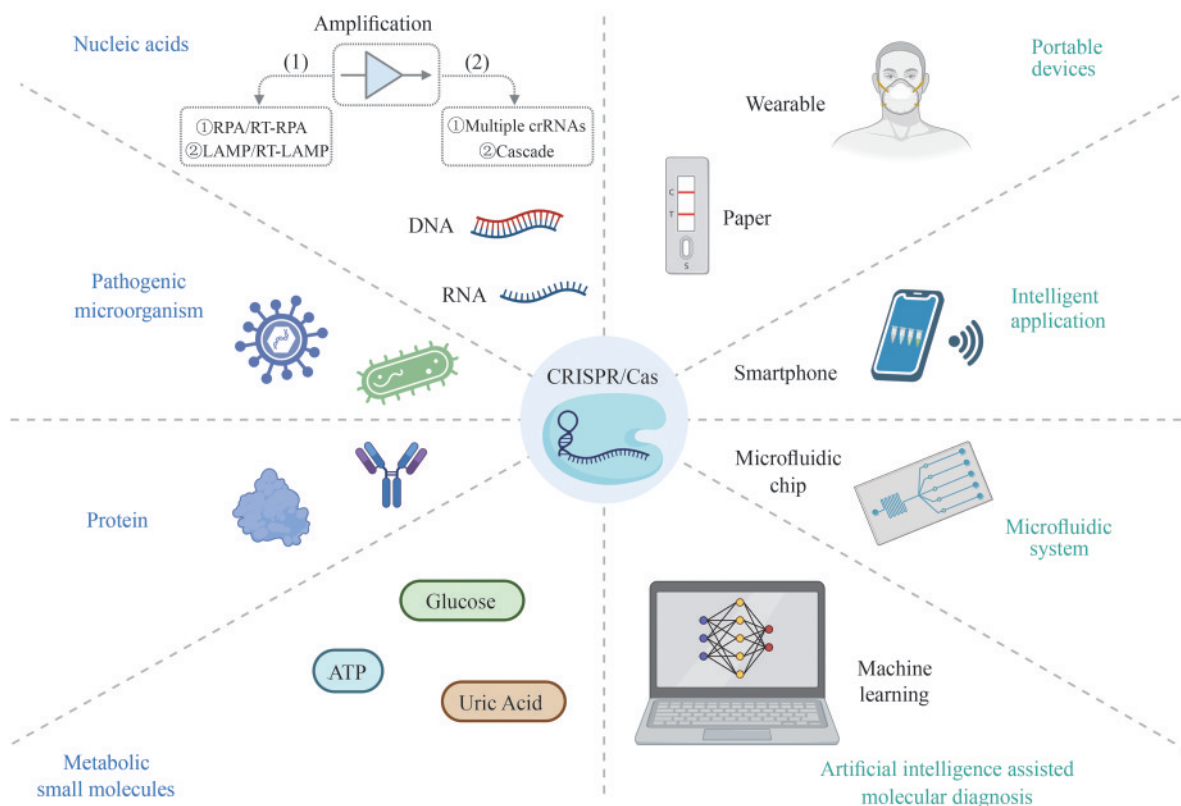 Nucleic acids
Amplification
(1)
(2)
①RPA/RT-RPA
②LAMP/RT-LAMP
①Multiple crRNAs
②Cascade
DNA
RNA
Pathogenic
microorganism
Protein
Glucose
ATP
Uric Acid
Metabolic
small molecules
CRISPR/Cas
Portable
devices
Wearable
C
T
S
Paper
Intelligent
application
Smartphone
Microfluidic
chip
Microfluidic
system
Machine
learning
Artificial intelligence assisted
molecular diagnosis